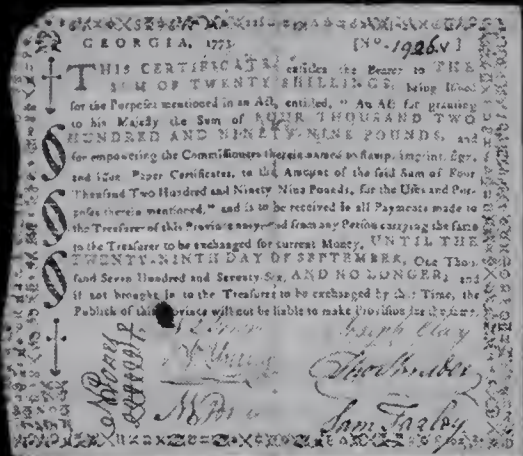 GEORGIA, 1773. [No. 1926.]
THIS CERTIFICATE entitles the Bearer to THE
SUM OF TWENTY SHILLINGS, being issued
for the Purposes mentioned in an Act, entitled, " An Act for granting
to his Majesty the Sum of FOUR THOUSAND TWO
HUNDRED AND NINETY-NINE POUNDS, and
for empowering the Commissioners therein named to stamp, imprint, sign,
and issue Paper Certificates, to the Amount of the said Sum of Four
Thousand Two Hundred and Ninety Nine Pounds, for the Uses and Pur-
poses therein mentioned," and is to be received in all Payments made to
the Treasurer of this Province and from any Person carrying the same
to the Treasurer to be exchanged for current Money, UNTIL THE
TWENTY-NINTH DAY OF SEPTEMBER, One Thou-
sand Seven Hundred and Seventy-Six, AND NO LONGER; and
if not brought in to the Treasurer to be exchanged by this Time, the
Publick of this Province will not be liable to make Provision for the same.
Joseph Clay
Sam Farley